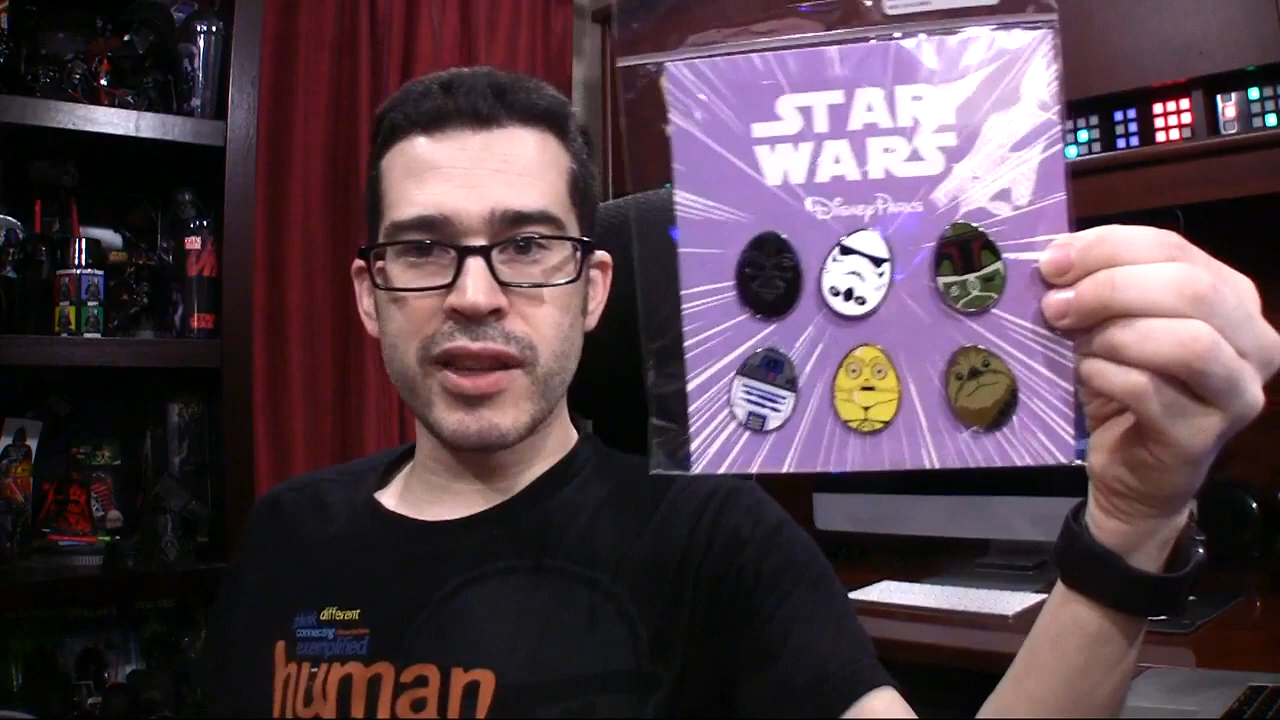 STAR
WARS
Disney Parks
think different
connecting
exemplified
human